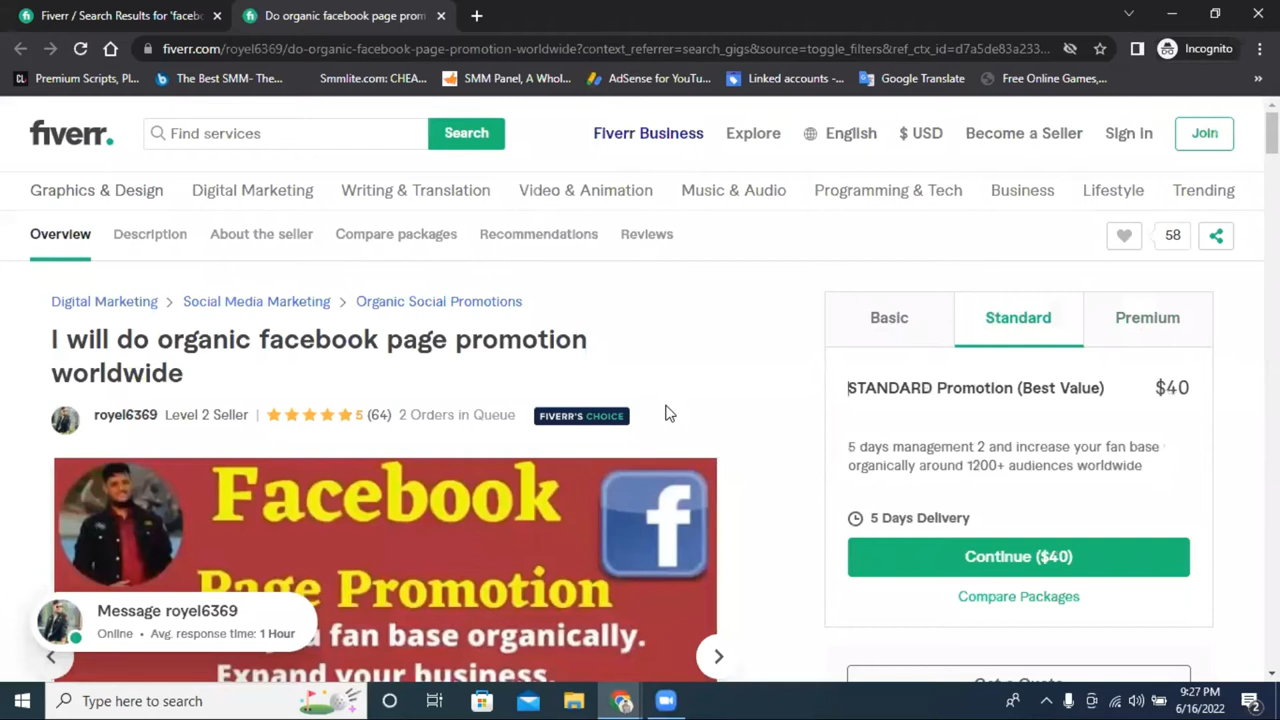 Fiverr / Search Results for 'facebo
Do organic facebook page prom
fiverr.com/royel6369/do-organic-facebook-page-promotion-worldwide?context_referrer=search_gigs&source=toggle_filters&ref_ctx_id=d7a5de83a233...
Incognito
Premium Scripts, Pl...
The Best SMM- The...
Smmlite.com: CHEA...
SMM Panel, A Whol...
AdSense for YouTu...
Linked accounts -...
Google Translate
Free Online Games,...
fiverr.
Find services
Search
Fiverr Business
Explore
English
$ USD
Become a Seller
Sign In
Join
Graphics & Design
Digital Marketing
Writing & Translation
Video & Animation
Music & Audio
Programming & Tech
Business
Lifestyle
Trending
Overview
Description
About the seller
Compare packages
Recommendations
Reviews
58
Digital Marketing > Social Media Marketing > Organic Social Promotions
I will do organic facebook page promotion
worldwide
royel6369 Level 2 Seller | 5 (64) 2 Orders in Queue
FIVERR'S CHOICE
Facebook
Page Promotion
fan base organically.
Expand your business.
Message royel6369
Online • Avg. response time: 1 Hour
Basic
Standard
Premium
STANDARD Promotion (Best Value) $40
5 days management 2 and increase your fan base
organically around 1200+ audiences worldwide
5 Days Delivery
Continue ($40)
Compare Packages
Type here to search
9:27 PM
6/16/2022
2